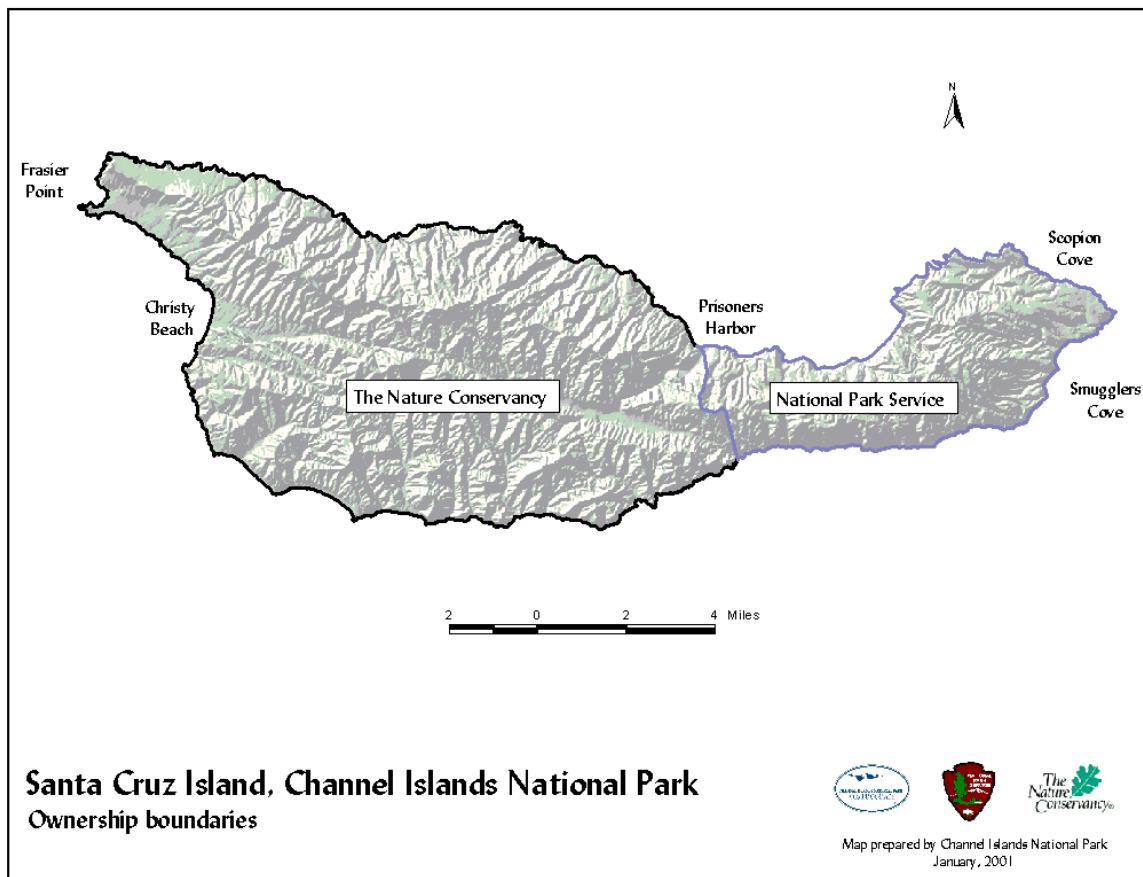 N
Frasier
Point
Scopion
Cove
Christy
Beach
Prisoners
Harbor
The Nature Conservancy
National Park Service
Smugglers
Cove
2 0 2 4 Miles
Santa Cruz Island, Channel Islands National Park
Ownership boundaries
The
Nature
Conservancy
Map prepared by Channel Islands National Park
January, 2001